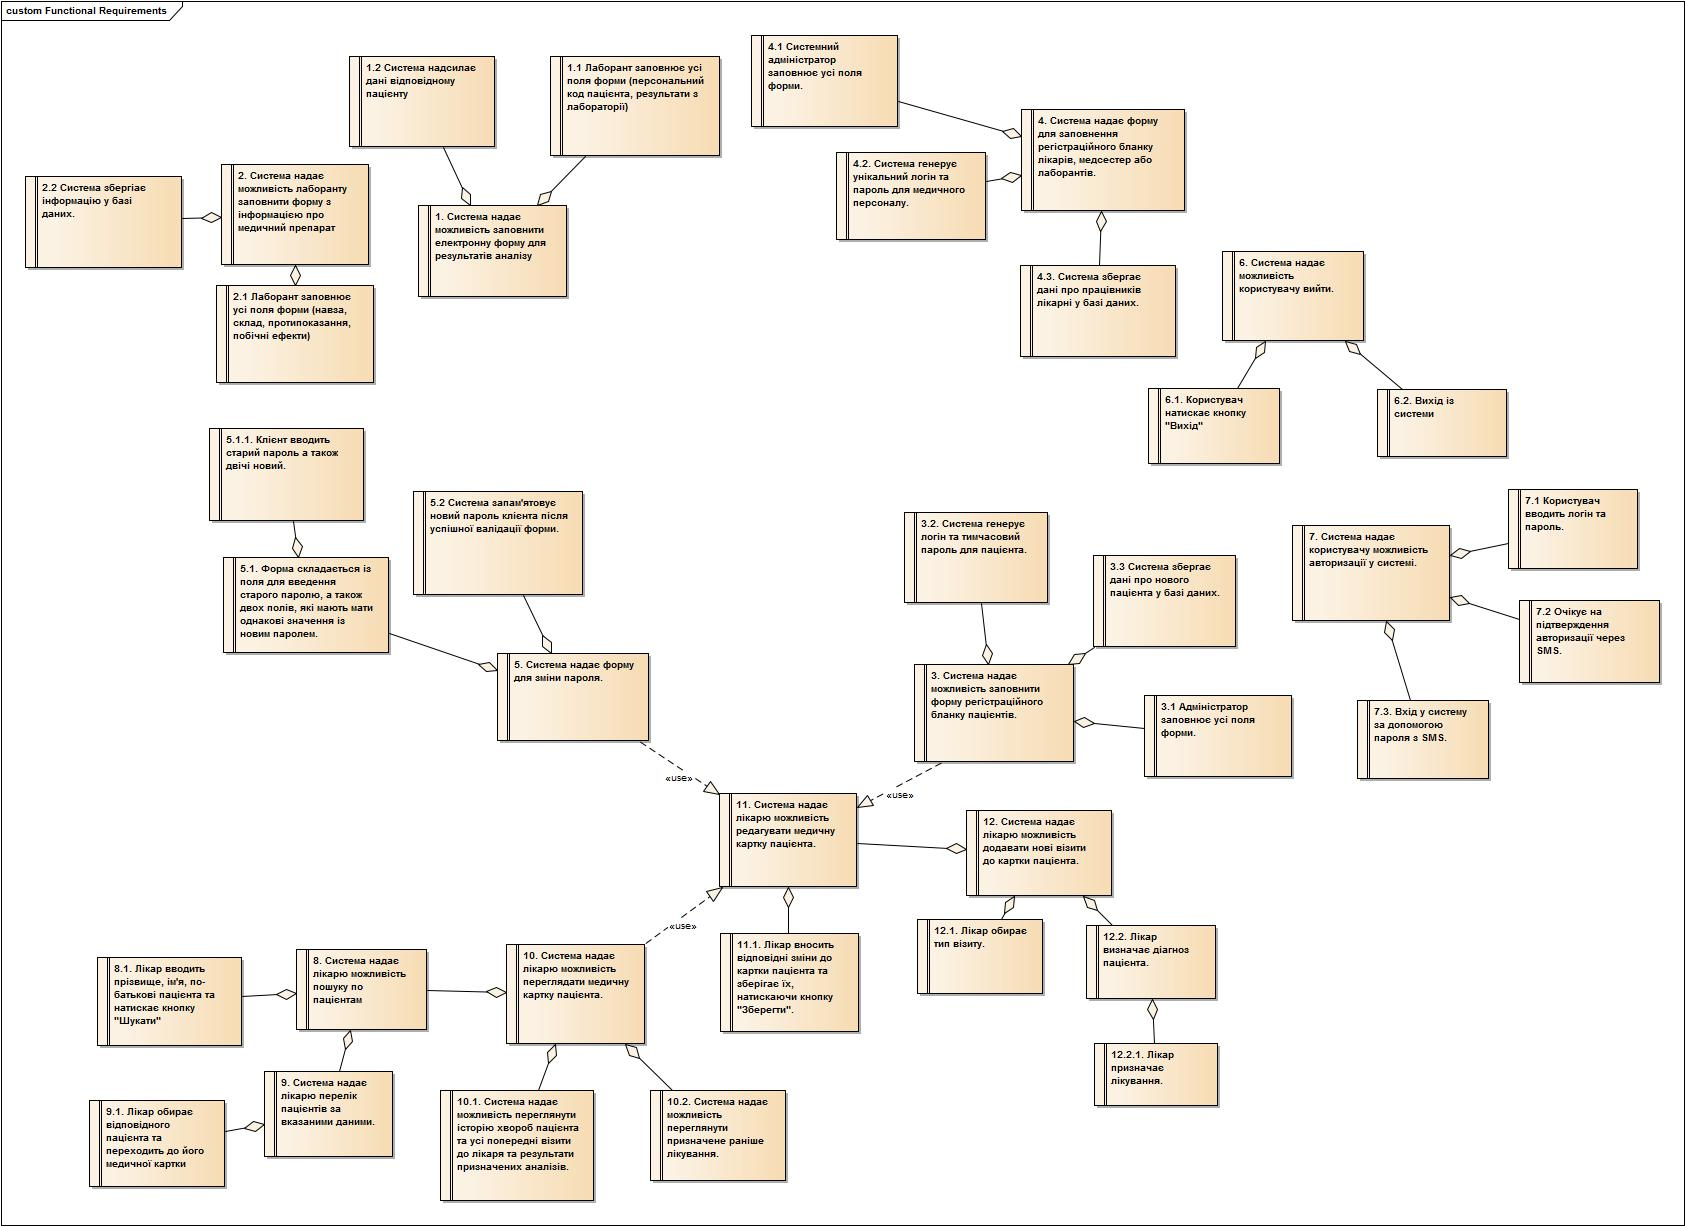 custom Functional Requirements
1.2 Система надсилає
дані відповідному
пацієнту
1.1 Лаборант заповнює усі
поля форми (персональний
код пацієнта, результати з
лабораторії)
4.1 Системний
адміністратор
заповнює усі поля
форми.
4. Система надає форму
для заповнення
регістраційного бланку
лікарів, медсестер або
лаборантів.
4.2. Система генерує
унікальний логін та
пароль для медичного
персоналу.
2.2 Система збергіає
інформацію у базі
даних.
2. Система надає
можливість лаборанту
заповнити форму з
інформацією про
медичний препарат
1. Система надає
можливість заповнити
електронну форму для
результатів аналізу
4.3. Система збергає
дані про працівників
лікарні у базі даних.
6. Система надає
можливість
користувачу вийти.
2.1 Лаборант заповнює
усі поля форми (навза,
склад, протипоказання,
побічні ефекти)
6.1. Користувач
натискає кнопку
"Вихід"
6.2. Вихід із
системи
5.1.1. Клієнт вводить
старий пароль а також
двічі новий.
5.2 Система запам'ятовує
новий пароль клієнта після
успішної валідації форми.
3.2. Система генерує
логін та тимчасовий
пароль для пацієнта.
3.3 Система збергає
дані про нового
пацієнта у базі даних.
7. Система надає
користувачу можливість
авторизації у системі.
7.1 Користувач
вводить логін та
пароль.
7.2 Очікує на
підтвердження
авторизації через
SMS.
5.1. Форма складається із
поля для введення
старого паролю, а також
двох полів, які мають мати
однакові значення із
новим паролем.
5. Система надає форму
для зміни пароля.
3. Система надає
можливість заповнити
форму регістраційного
бланку пацієнтів.
3.1 Адміністратор
заповнює усі поля
форми.
7.3. Вхід у систему
за допомогою
пароля з SMS.
«use»
«use»
11. Система надає
лікарю можливість
редагувати медичну
картку пацієнта.
12. Система надає
лікарю можливість
додавати нові візити
до картки пацієнта.
«use»
12.1. Лікар обирає
тип візиту.
12.2. Лікар
визначає діагноз
пацієнта.
11.1. Лікар вносить
відповідні зміни до
картки пацієнта та
зберігає їх,
натискаючи кнопку
"Зберегти".
10. Система надає
лікарю можливість
переглядати медичну
картку пацієнта.
8. Система надає
лікарю можливість
пошуку по
пацієнтам
8.1. Лікар вводить
прізвище, ім'я, по-
батькові пацієнта та
натискає кнопку
"Шукати"
12.2.1. Лікар
призначає
лікування.
9. Система надає
лікарю перелік
пацієнтів за
вказаними даними.
9.1. Лікар обирає
відповідного
пацієнта та
переходить до його
медичної картки
10.1. Система надає
можливість переглянути
історію хвороб пацієнта
та усі попередні візити
до лікаря та результати
призначених аналізів.
10.2. Система надає
можливість
переглянути
призначене раніше
лікування.